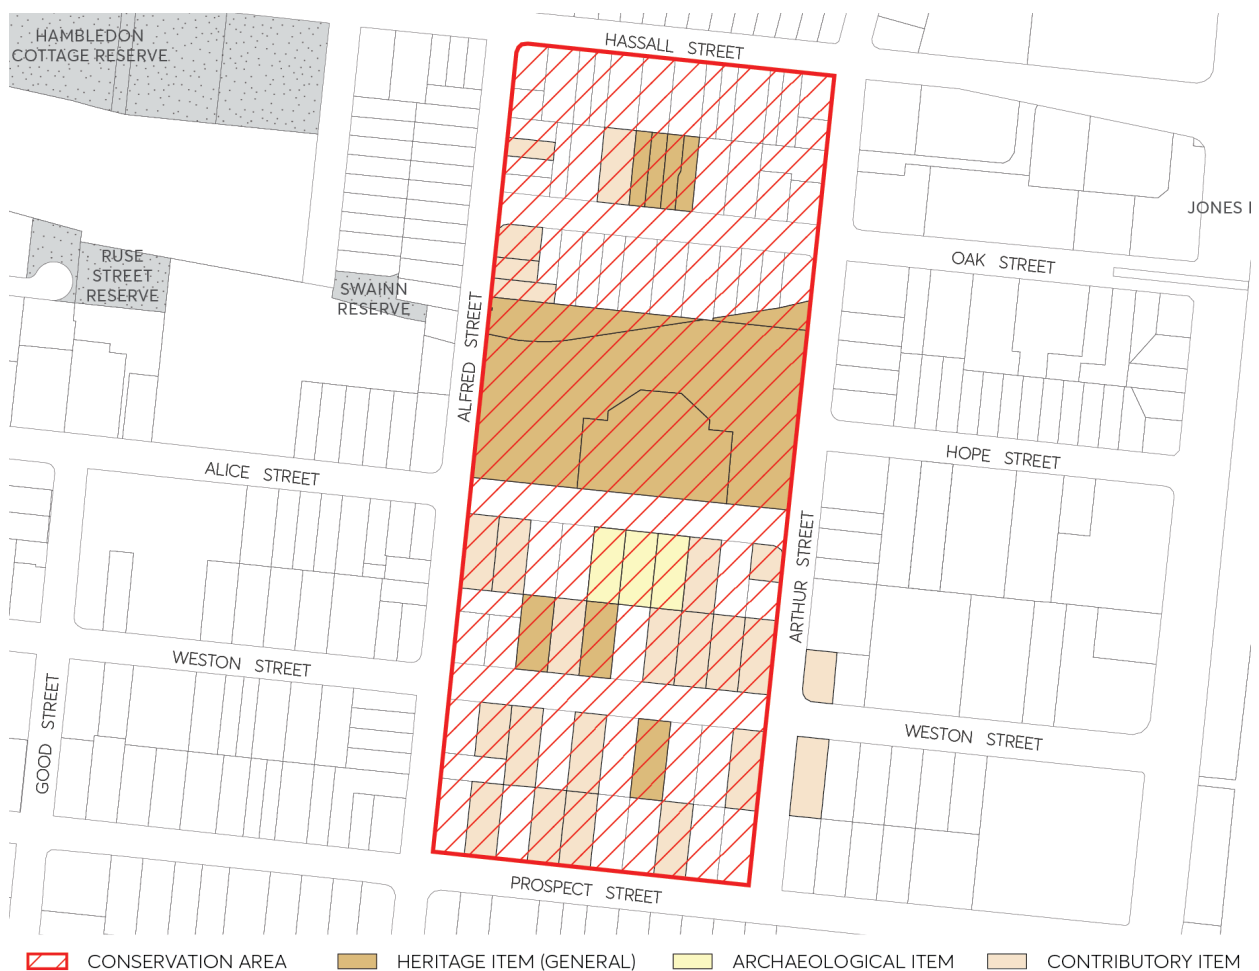 HASSALL STREET
HAMBLEDON
COTTAGE RESERVE
JONES
RUSE
STREET
RESERVE
OAK STREET
SWAINN
RESERVE
ALFRED STREET
HOPE STREET
ALICE STREET
ARTHUR STREET
WESTON STREET
GOOD STREET
WESTON STREET
PROSPECT STREET
CONSERVATION AREA
HERITAGE ITEM (GENERAL)
ARCHAEOLOGICAL ITEM
CONTRIBUTORY ITEM